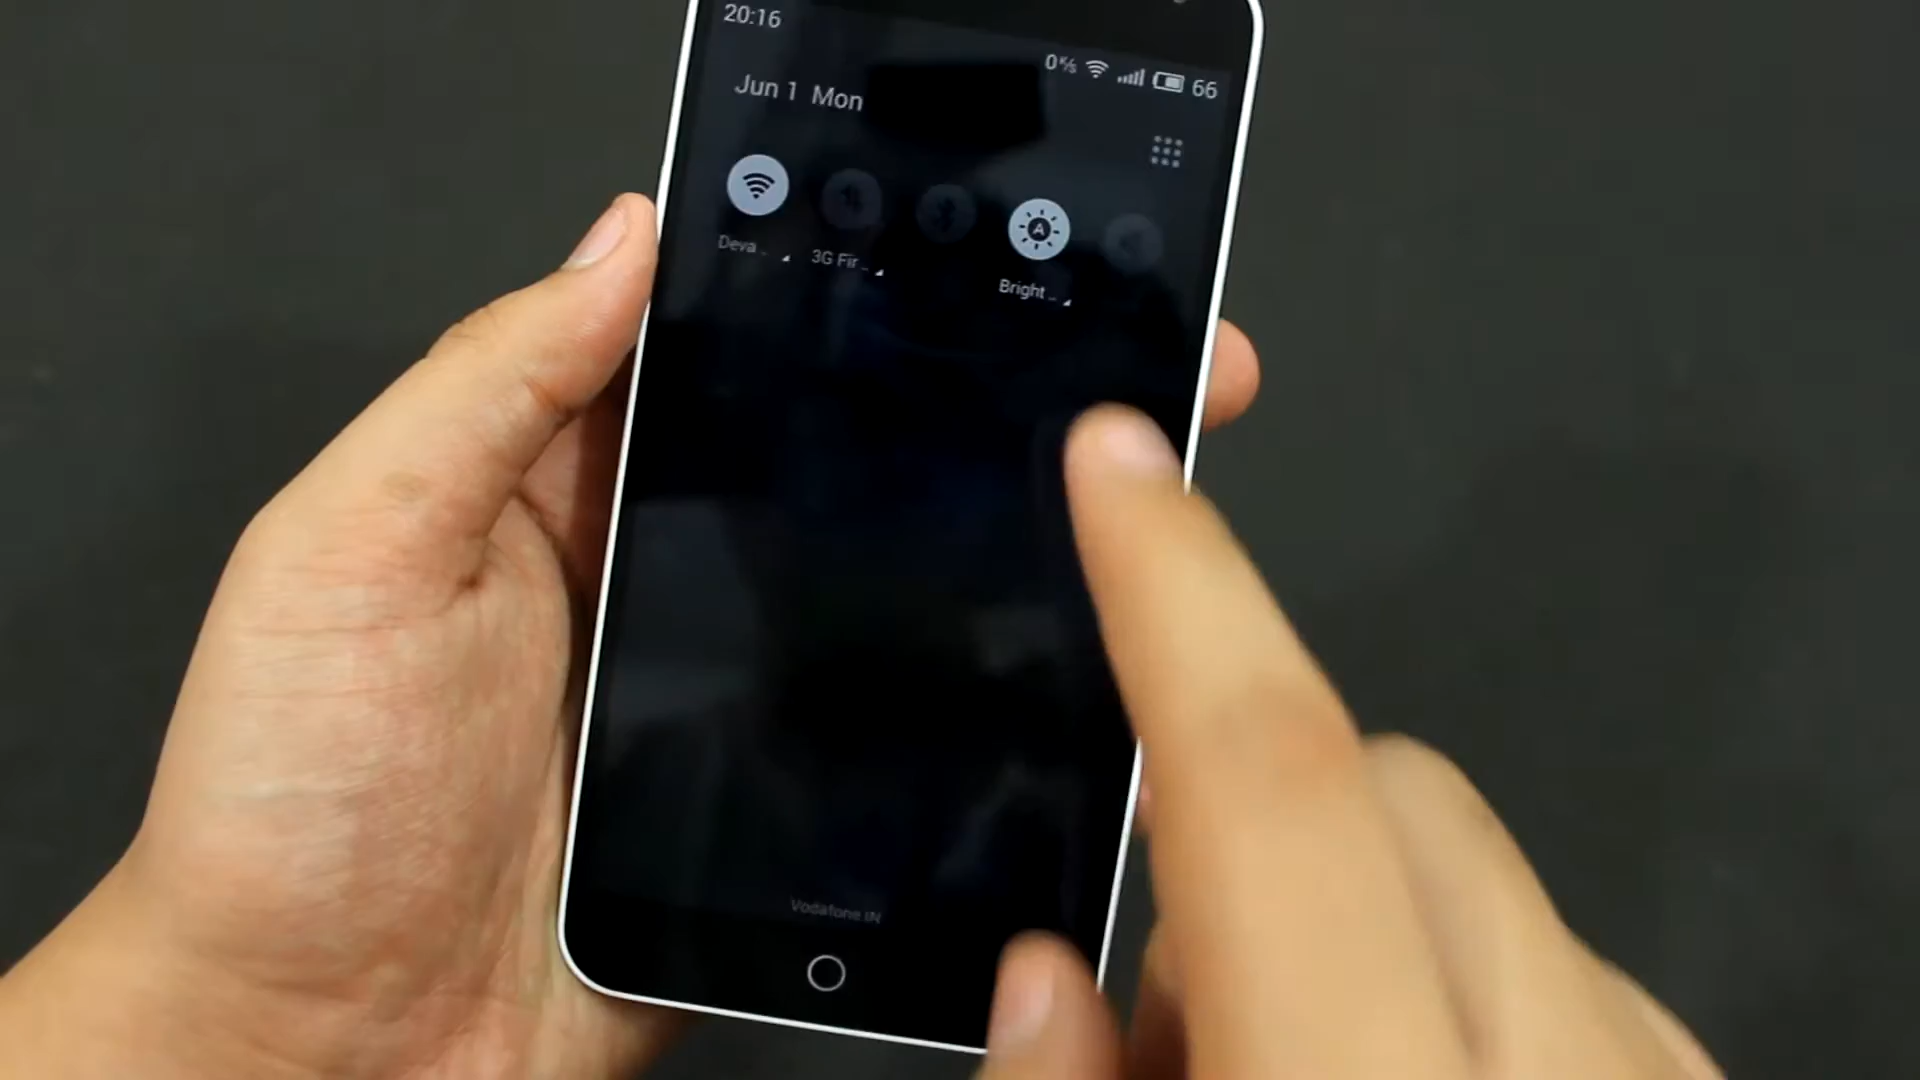 20:16
0K/s 66
Jun 1 Mon
Deva..
3G Fir..
A
Bright..
Vodafone IN